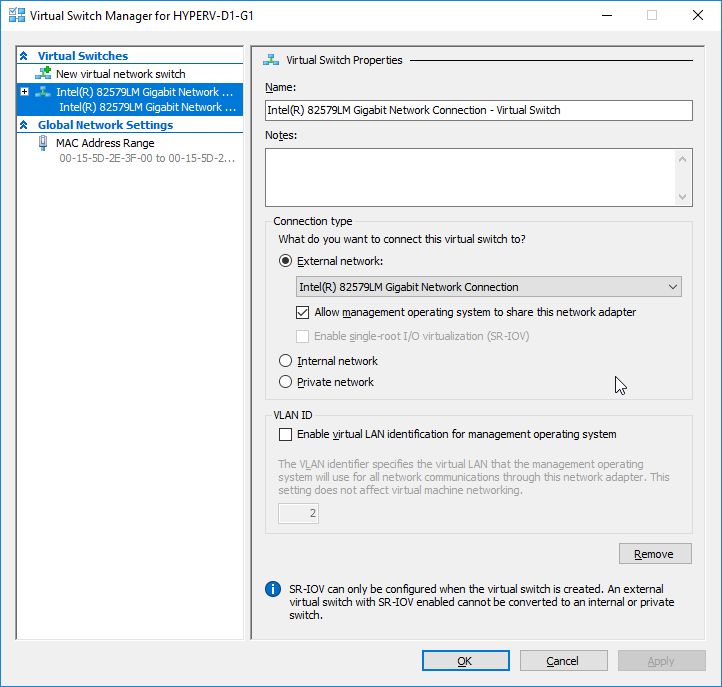 Virtual Switch Manager for HYPERV-D1-G1
Virtual Switches
New virtual network switch
Intel(R) 82579LM Gigabit Network ...
Intel(R) 82579LM Gigabit Network ...
Global Network Settings
MAC Address Range
00-15-5D-2E-3F-00 to 00-15-5D-2...
Virtual Switch Properties
Name:
Intel(R) 82579LM Gigabit Network Connection - Virtual Switch
Notes:
Connection type
What do you want to connect this virtual switch to?
External network:
Intel(R) 82579LM Gigabit Network Connection
Allow management operating system to share this network adapter
Enable single-root I/O virtualization (SR-IOV)
Internal network
Private network
VLAN ID
Enable virtual LAN identification for management operating system
The VLAN identifier specifies the virtual LAN that the management operating
system will use for all network communications through this network adapter. This
setting does not affect virtual machine networking.
2
Remove
SR-IOV can only be configured when the virtual switch is created. An external
virtual switch with SR-IOV enabled cannot be converted to an internal or private
switch.
OK
Cancel
Apply